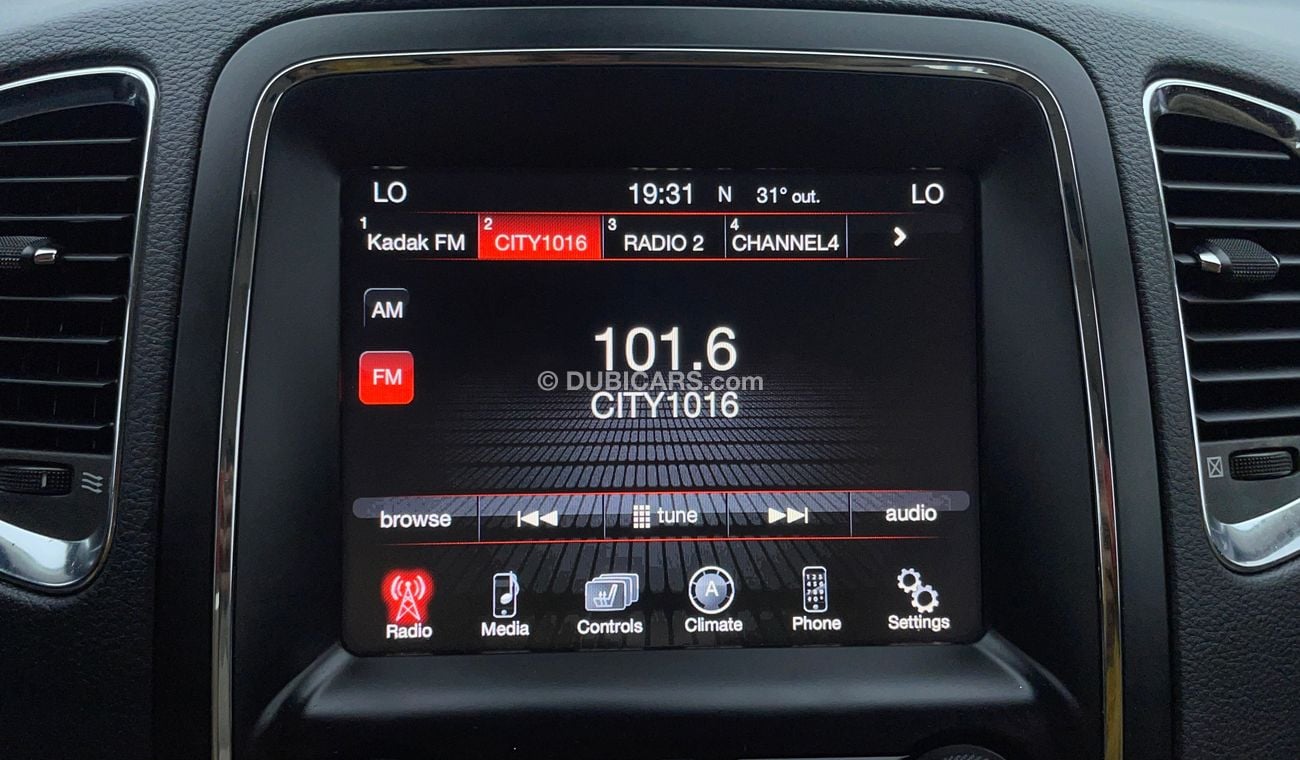 LO 19:31 N 31° out. LO
1 Kadak FM 2 CITY1016 3 RADIO 2 4 CHANNEL4
AM
FM
101.6
© DUBICARS.com
CITY1016
browse tune audio
Radio Media Controls Climate Phone Settings